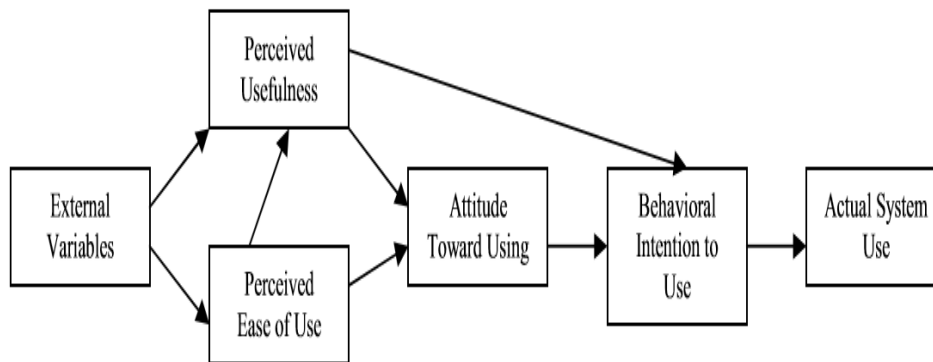 Perceived
Usefulness
External
Variables
Perceived
Ease of Use
Attitude
Toward Using
Behavioral
Intention to
Use
Actual System
Use